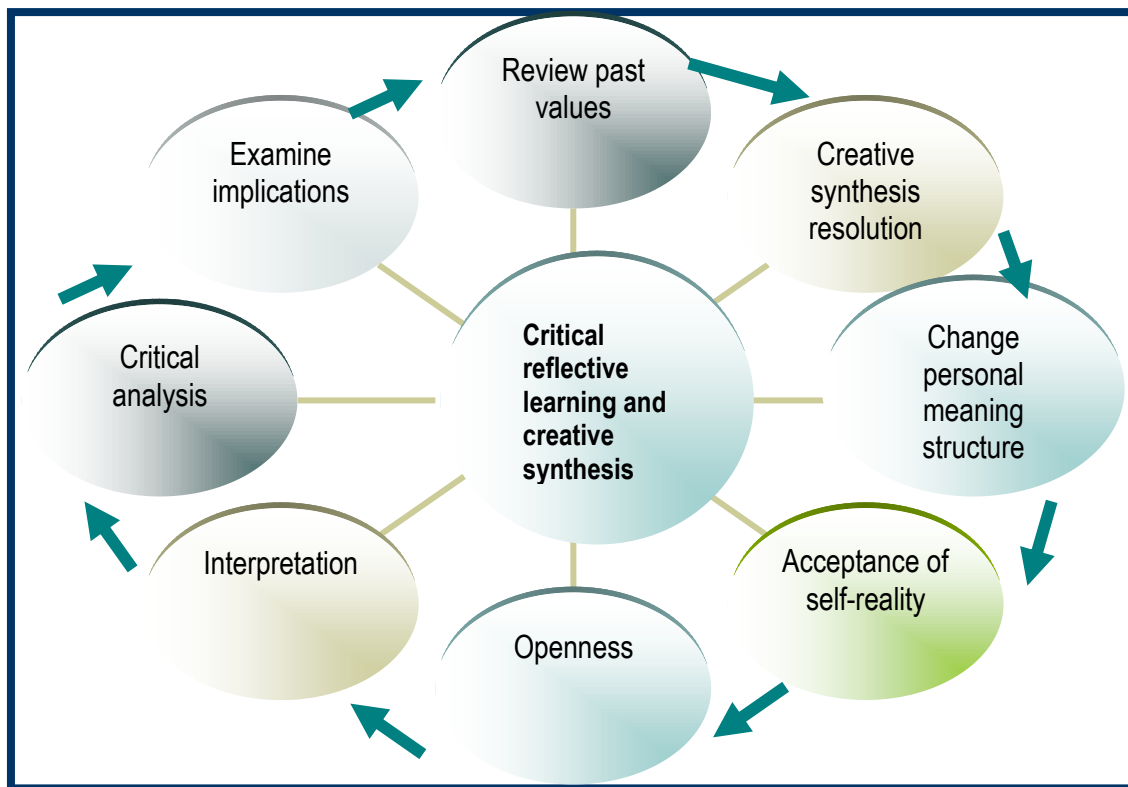 Review past
values
Creative
synthesis
resolution
Change
personal
meaning
structure
Acceptance of
self-reality
Openness
Interpretation
Critical
analysis
Examine
implications
Critical
reflective
learning and
creative
synthesis